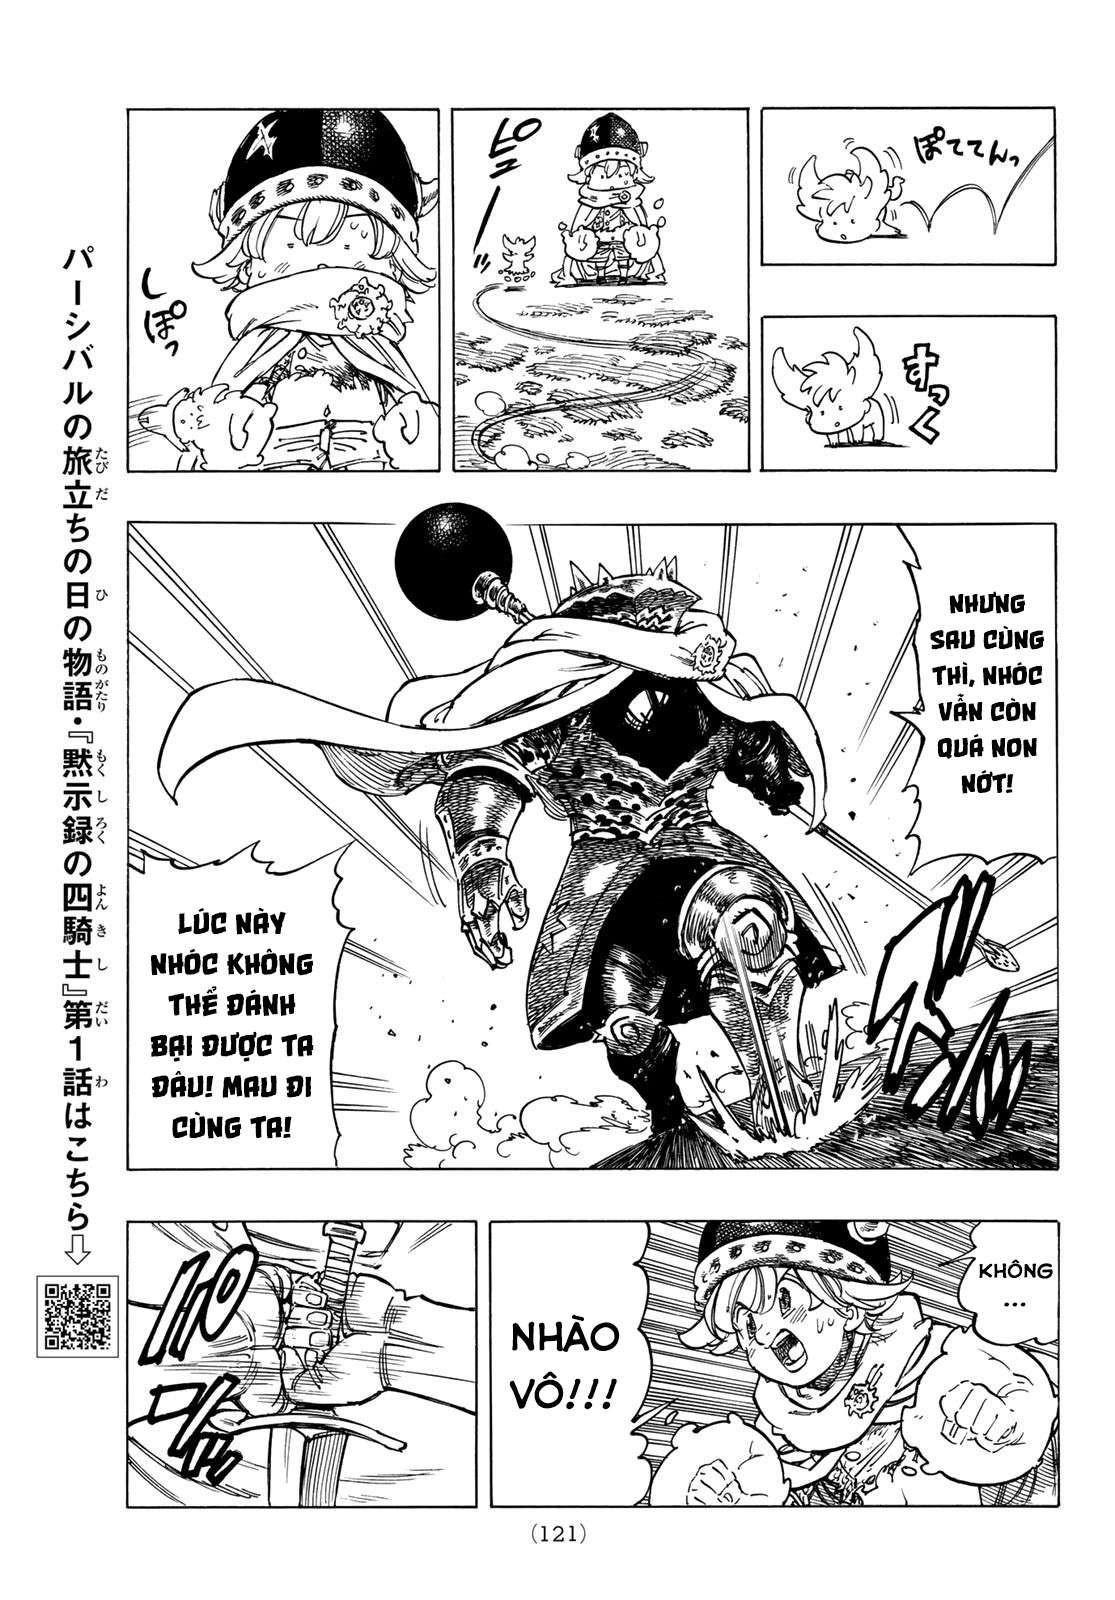 ぽててんっ
すっく
ピュー
ッ
しぽっ
NHƯNG
SAU CÙNG
THÌ, NHÓC
VẪN CÒN
QUÁ NON
NỚT!
LÚC NÀY
NHÓC KHÔNG
THỂ ĐÁNH
BẠI ĐƯỢC TA
ĐÂU! MAU ĐI
CÙNG TA!
KHÔNG
...
NHÀO
VÔ!!!
パーシバルの旅立ちの日の物語・『黙示録の四騎士』第1話はこちら⇨
(121)